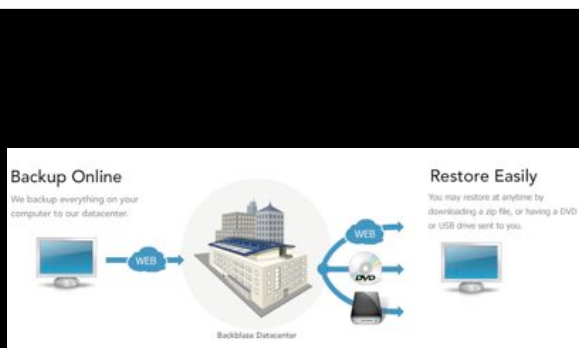 Backup Online
We backup everything on your
computer to our datacenter.
WEB
Backblaze Datacenter
WEB
DVD
Restore Easily
You may restore at anytime by
downloading a zip file, or having a DVD
or USB drive sent to you.